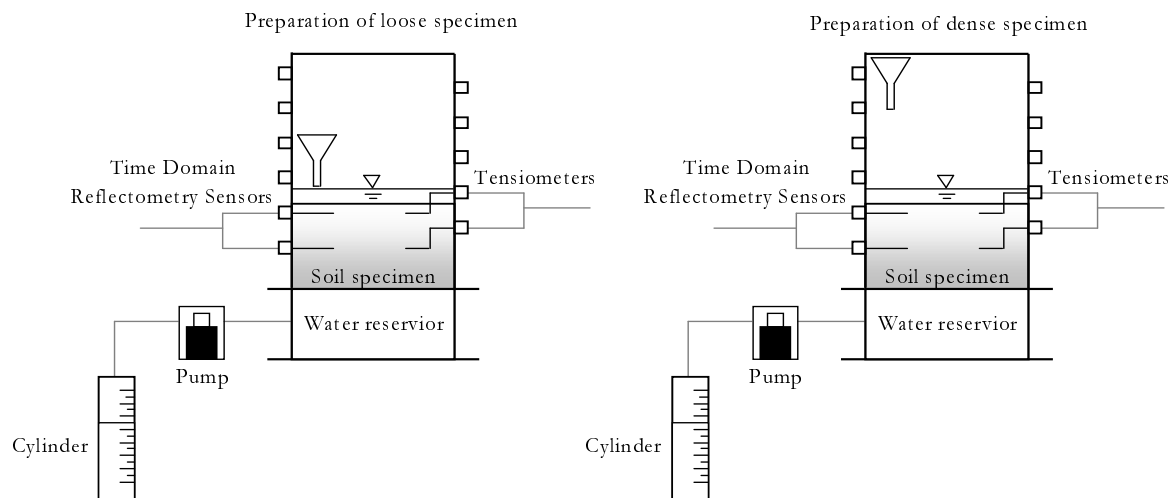 Preparation of loose specimen
Time Domain
Reflectometry Sensors
Tensiometers
Soil specimen
Water reservior
Pump
Cylinder
Preparation of dense specimen
Time Domain
Reflectometry Sensors
Tensiometers
Soil specimen
Water reservior
Pump
Cylinder